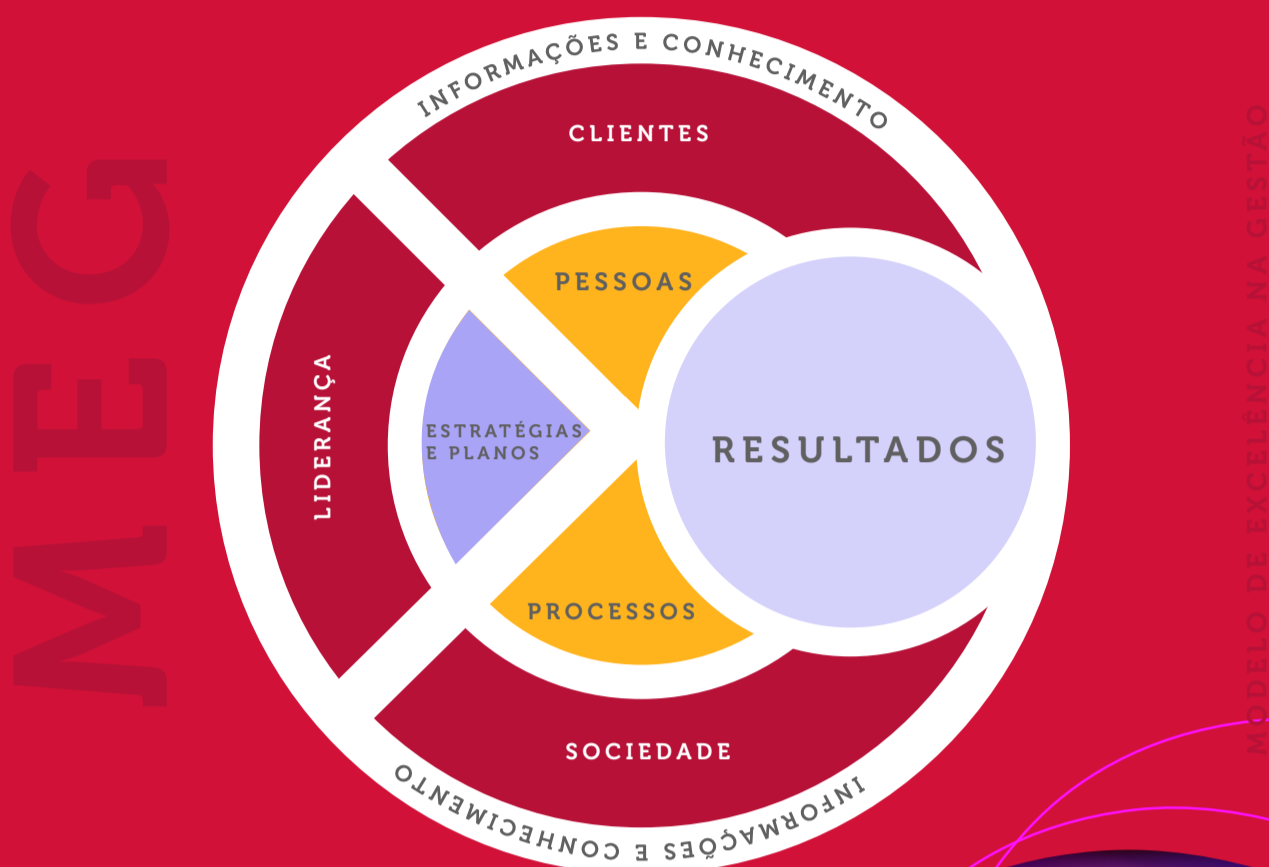 INFORMAÇÕES E CONHECIMENTO
CLIENTES
PESSOAS
LIDERANÇA
ESTRATÉGIAS
E PLANOS
RESULTADOS
PROCESSOS
SOCIEDADE
INFORMAÇÕES E CONHECIMENTO
MEG
MODELO DE EXCELÊNCIA NA GESTÃO